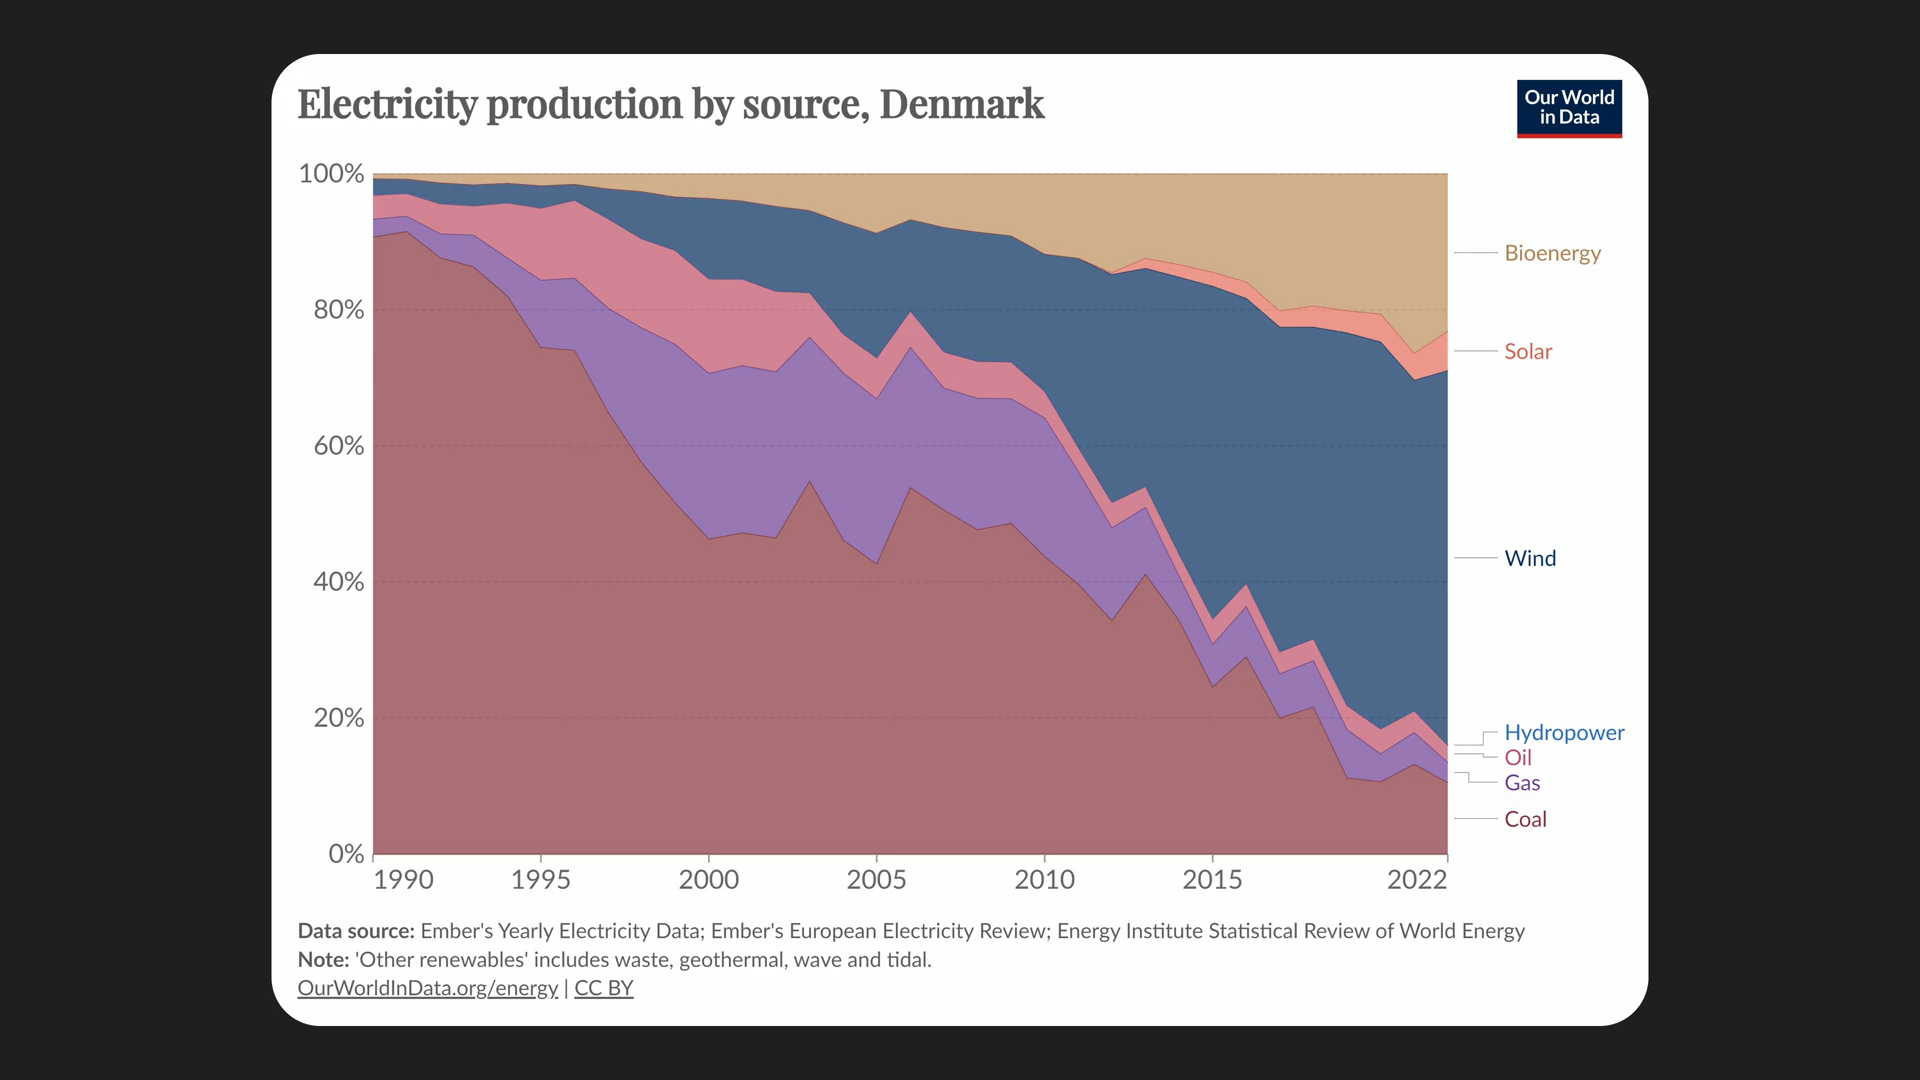 Electricity production by source, Denmark
Our World
in Data
100%
80%
60%
40%
20%
0%
Bioenergy
Solar
Wind
Hydropower
Oil
Gas
Coal
1990 1995 2000 2005 2010 2015 2022
Data source: Ember's Yearly Electricity Data; Ember's European Electricity Review; Energy Institute Statistical Review of World Energy
Note: 'Other renewables' includes waste, geothermal, wave and tidal.
OurWorldInData.org/energy | CC BY